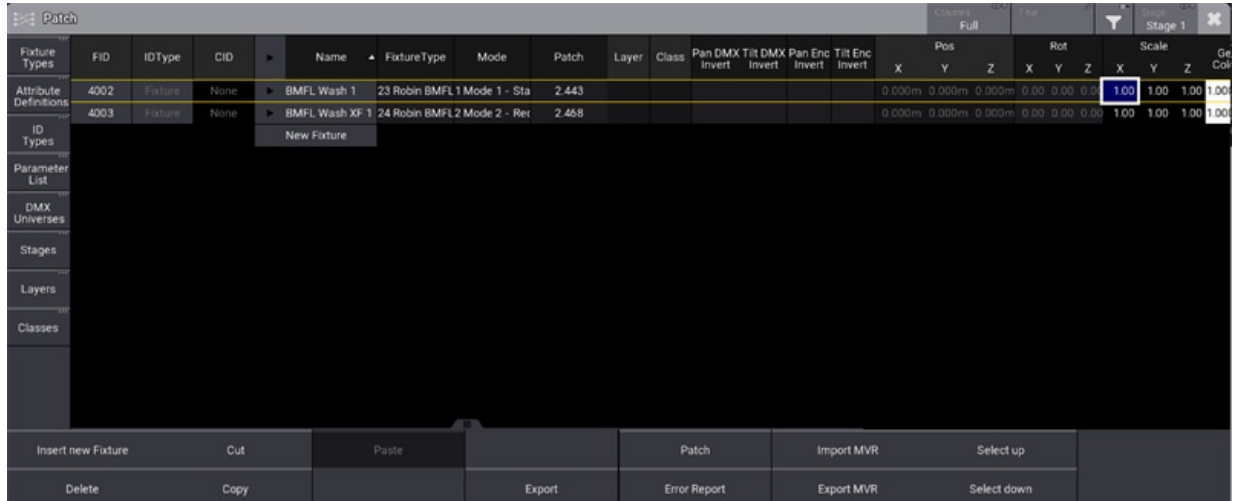 Patch
Columns
Full
Stage
Stage 1
Fixture Types
FID
IDType
CID
Name
FixtureType
Mode
Patch
Layer
Class
Pan DMX Invert
Tilt DMX Invert
Pan Enc Invert
Tilt Enc Invert
Pos
X Y Z
Rot
X Y Z
Scale
X Y Z
Attribute Definitions
4002 Fixture None BMFL Wash 1 23 Robin BMFL 1 Mode 1 - Sta 2.443 0.000m 0.000m 0.000m 0.00 0.00 0.00 1.00 1.00 1.00
4003 Fixture None BMFL Wash XF 1 24 Robin BMFL 2 Mode 2 - Rec 2.468 0.000m 0.000m 0.000m 0.00 0.00 0.00 1.00 1.00 1.00
New Fixture
ID Types
Parameter List
DMX Universes
Stages
Layers
Classes
Insert new Fixture Cut Paste Patch Import MVR Select up
Delete Copy Export Error Report Export MVR Select down